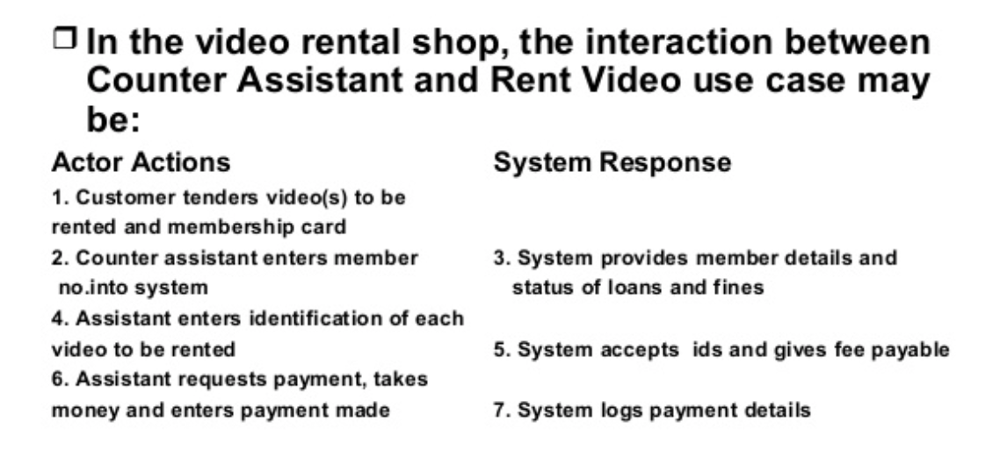 ❒ In the video rental shop, the interaction between
Counter Assistant and Rent Video use case may
be:
Actor Actions System Response
1. Customer tenders video(s) to be
rented and membership card
2. Counter assistant enters member 3. System provides member details and
no.into system status of loans and fines
4. Assistant enters identification of each
video to be rented 5. System accepts ids and gives fee payable
6. Assistant requests payment, takes
money and enters payment made 7. System logs payment details